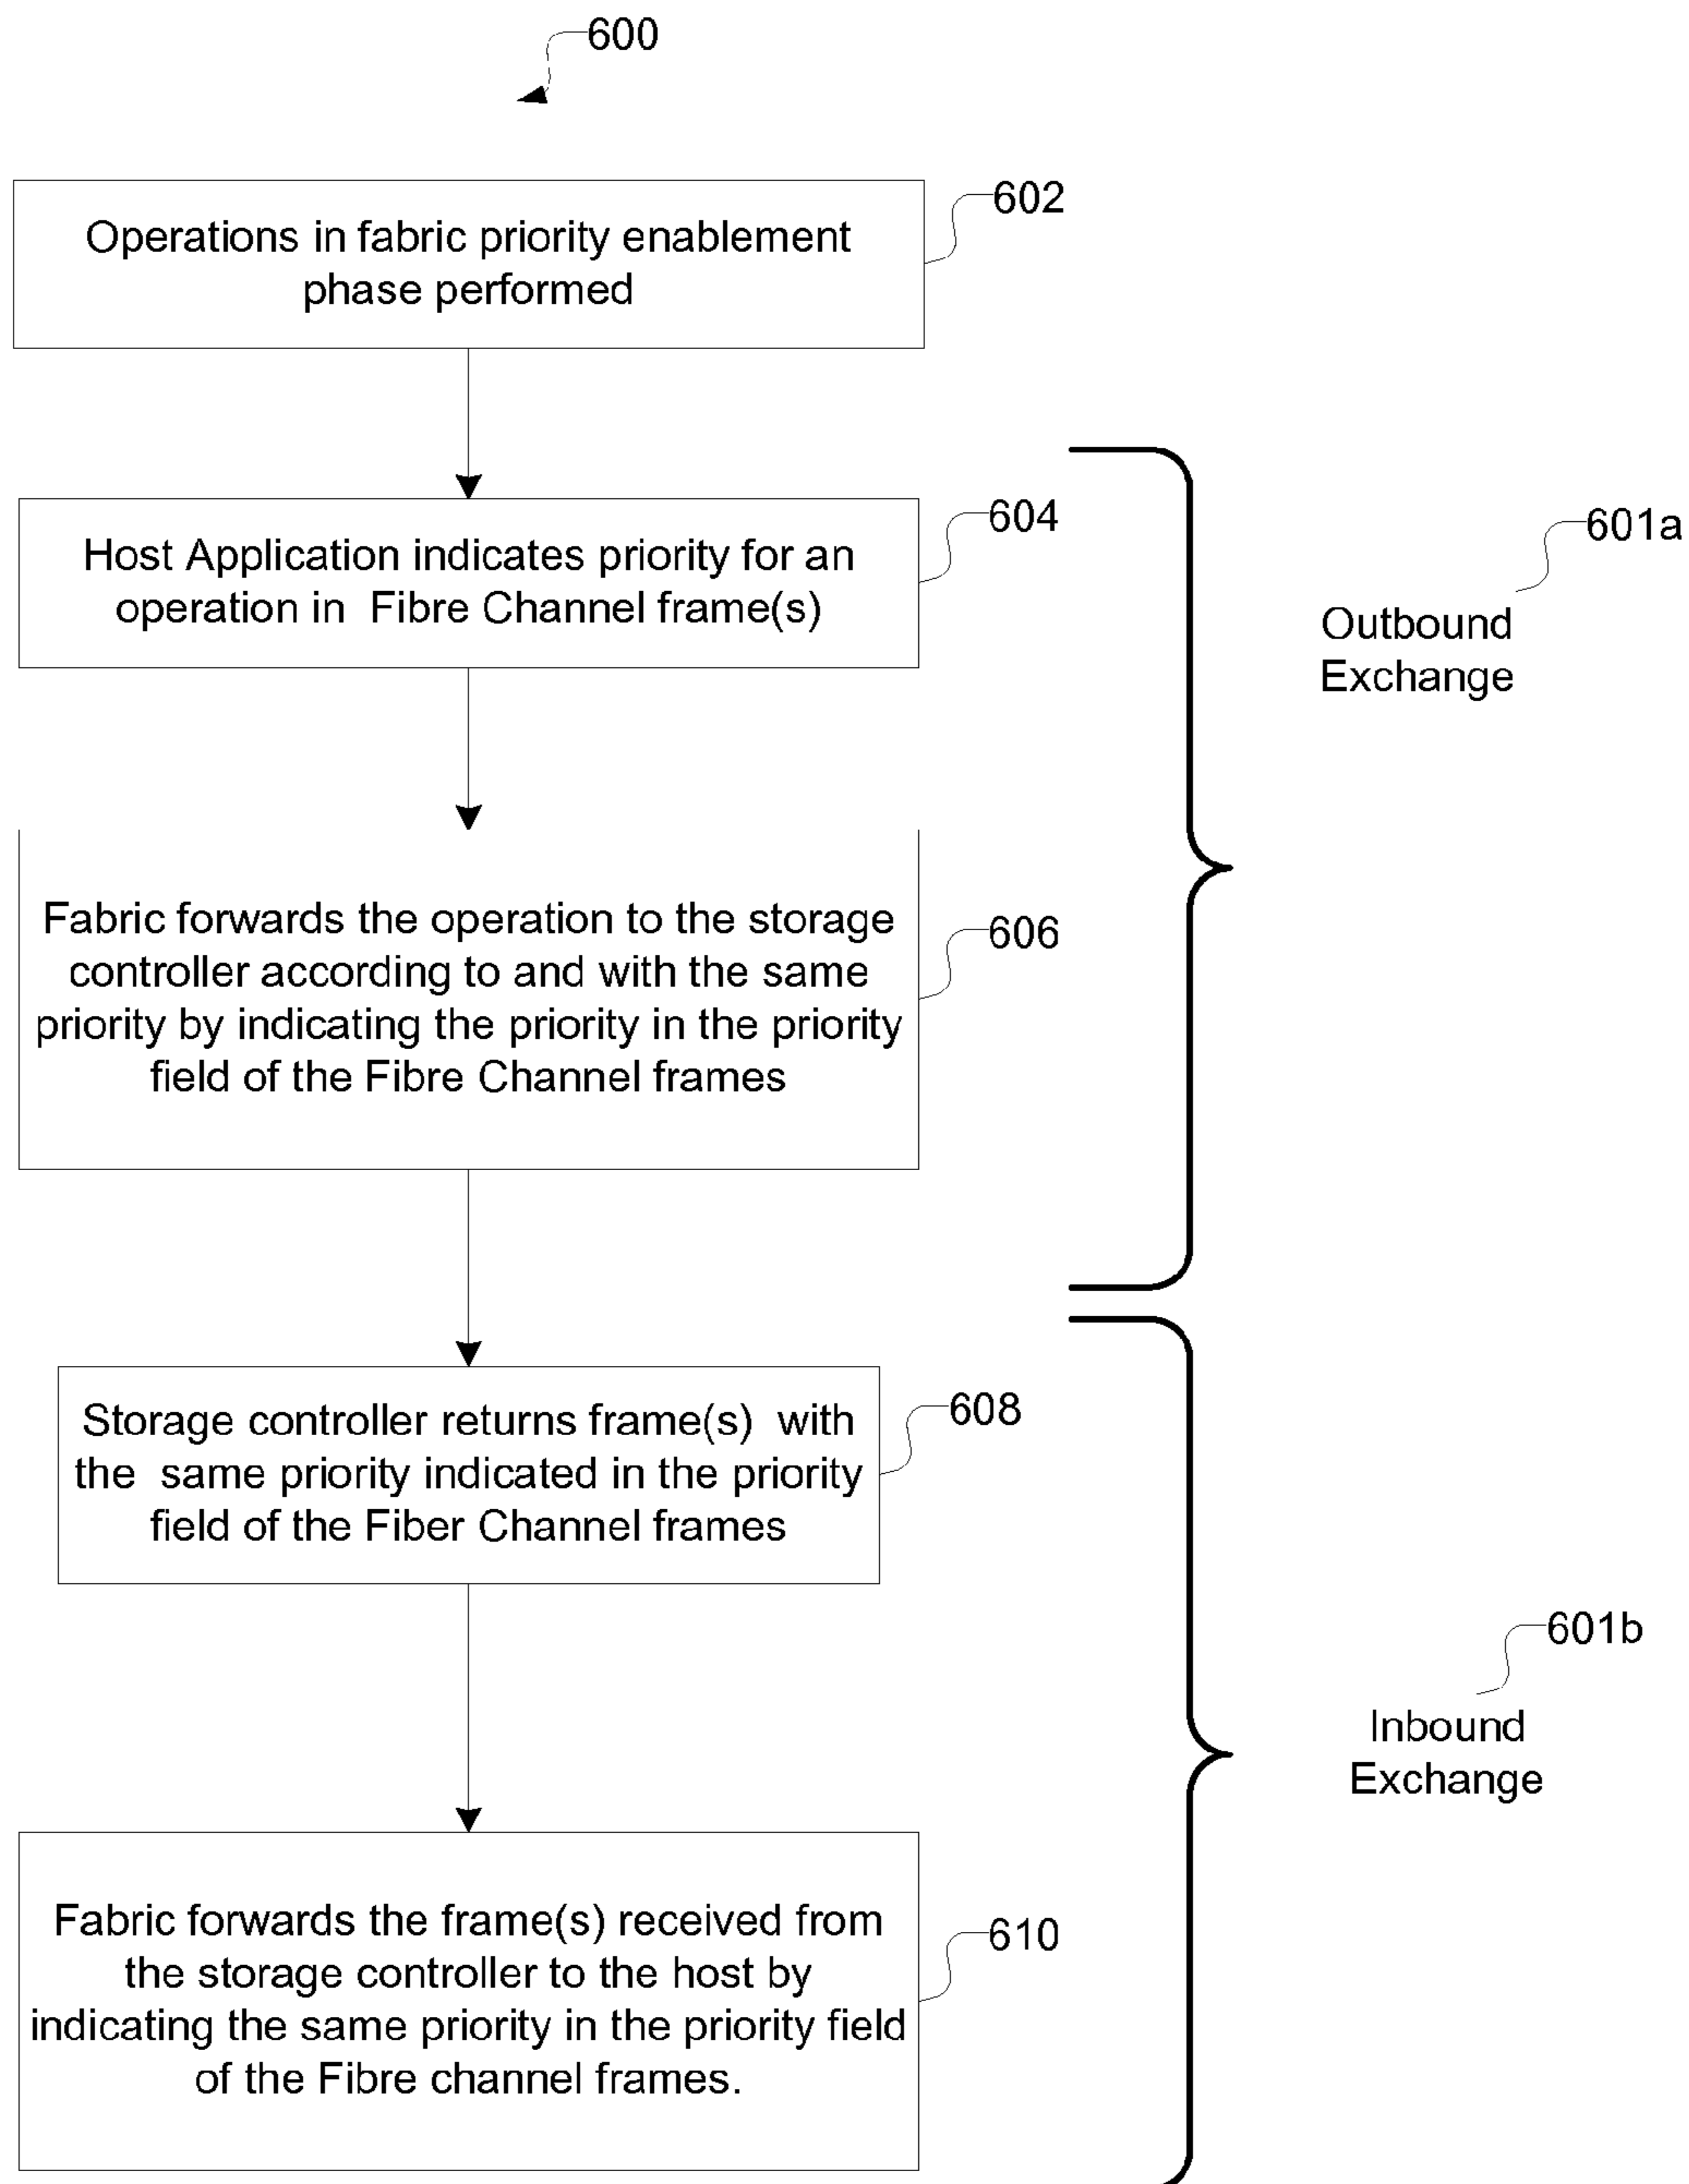 600
602
Operations in fabric priority enablement
phase performed
604
Host Application indicates priority for an
operation in Fibre Channel frame(s)
601a
Outbound
Exchange
606
Fabric forwards the operation to the storage
controller according to and with the same
priority by indicating the priority in the priority
field of the Fibre Channel frames
608
Storage controller returns frame(s) with
the same priority indicated in the priority
field of the Fiber Channel frames
601b
Inbound
Exchange
610
Fabric forwards the frame(s) received from
the storage controller to the host by
indicating the same priority in the priority field
of the Fibre channel frames.